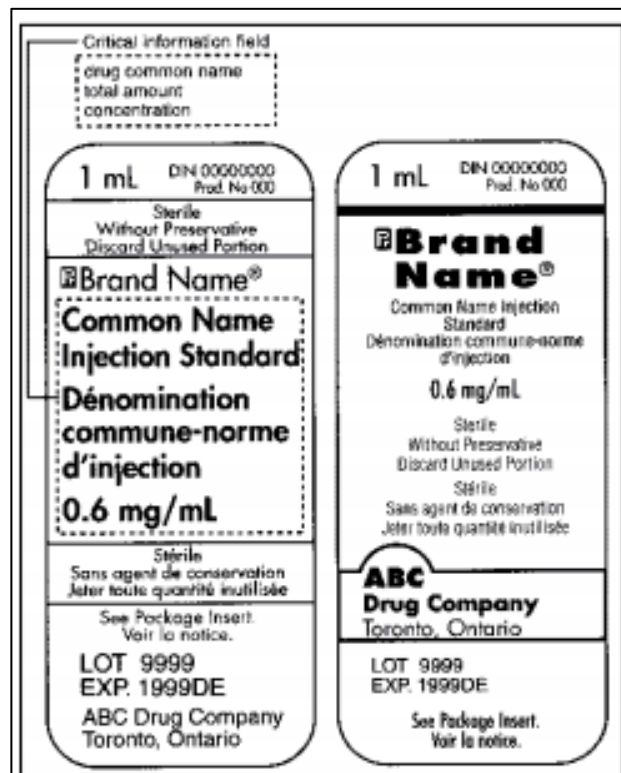 Critical information field
drug common name
total amount
concentration
1 mL
DIN 00000000
Prod. No 000
Sterile
Without Preservative
Discard Unused Portion
Brand Name®
Common Name
Injection Standard
Dénomination
commune-norme
d'injection
0.6 mg/mL
Stérile
Sans agent de conservation
Jeter toute quantité inutilisée
See Package Insert.
Voir la notice.
LOT 9999
EXP. 1999DE
ABC Drug Company
Toronto, Ontario
1 mL
DIN 00000000
Prod. No 000
Brand
Name®
Common Name Injection
Standard
Dénomination commune-norme
d'injection
0.6 mg/mL
Sterile
Without Preservative
Discard Unused Portion
Stérile
Sans agent de conservation
Jeter toute quantité inutilisée
ABC
Drug Company
Toronto, Ontario
LOT 9999
EXP. 1999DE
See Package Insert.
Voir la notice.